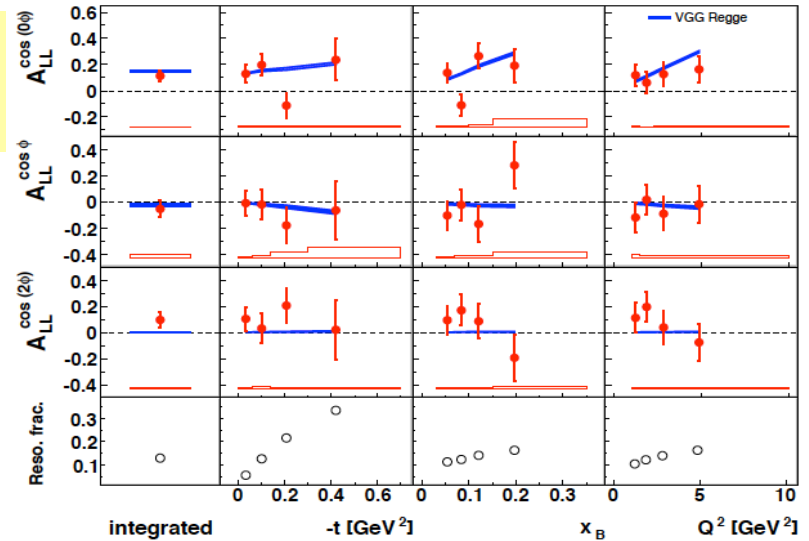 VGG Regge
A_LL^cos (0ϕ)
0.4
0.2
0
-0.2
A_LL^cos ϕ
0.4
0.2
0
-0.2
-0.4
A_LL^cos (2ϕ)
0.4
0.2
0
-0.2
-0.4
Reso. frac.
0.3
0.2
0.1
0 0.2 0.4 0.6 0 0.1 0.2 0.3 0 5 10
integrated -t [GeV²] x_B Q² [GeV²]